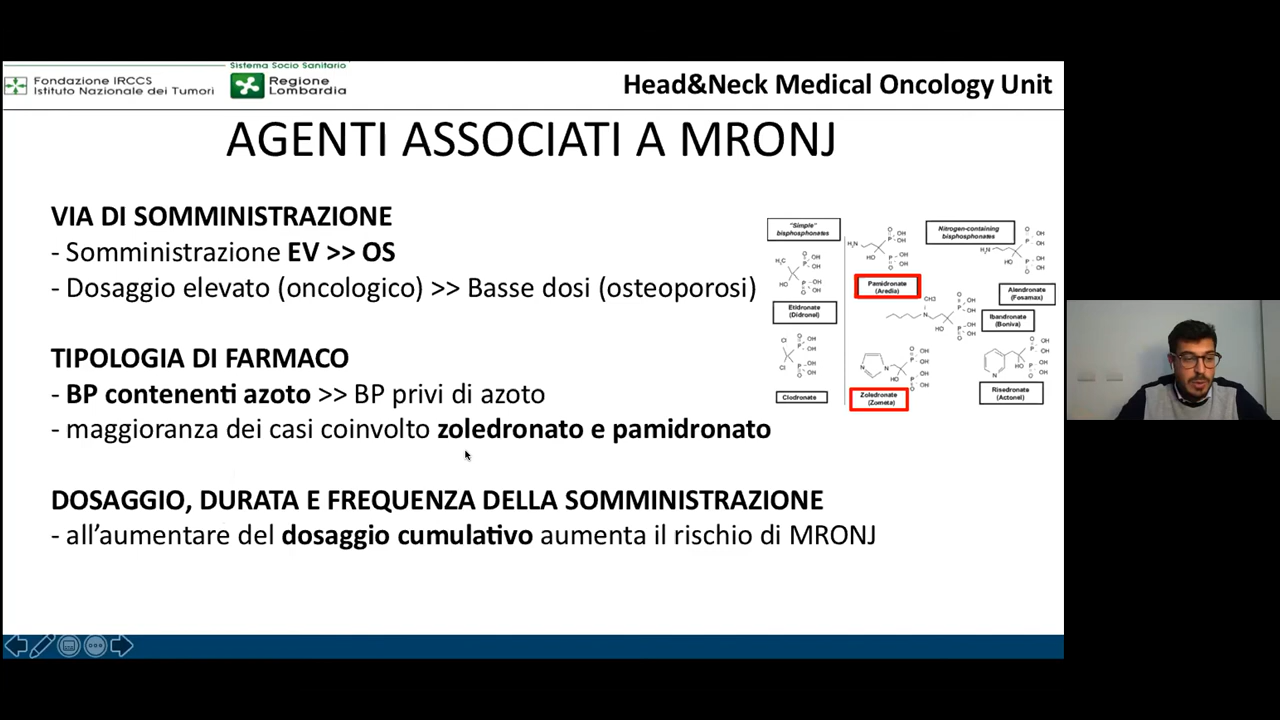 Fondazione IRCCS
Istituto Nazionale dei Tumori
Sistema Socio Sanitario
Regione
Lombardia
Head&Neck Medical Oncology Unit
AGENTI ASSOCIATI A MRONJ
VIA DI SOMMINISTRAZIONE
- Somministrazione EV >> OS
- Dosaggio elevato (oncologico) >> Basse dosi (osteoporosi)
TIPOLOGIA DI FARMACO
- BP contenenti azoto >> BP privi di azoto
- maggioranza dei casi coinvolto zoledronato e pamidronato
DOSAGGIO, DURATA E FREQUENZA DELLA SOMMINISTRAZIONE
- all’aumentare del dosaggio cumulativo aumenta il rischio di MRONJ
"Simple"
bisphosphonates
Nitrogen-containing
bisphosphonates
Etidronate
(Didronel)
Clodronate
Pamidronate
(Aredia)
Alendronate
(Fosamax)
Ibandronate
(Boniva)
Zoledronate
(Zometa)
Risedronate
(Actonel)